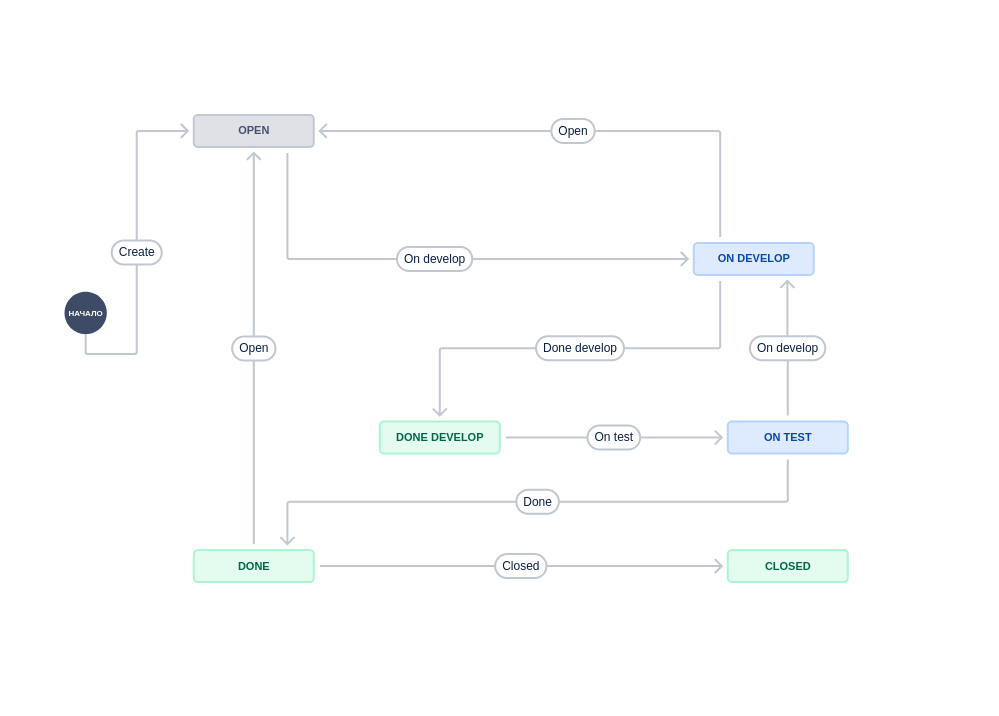 OPEN
Open
Create
On develop
ON DEVELOP
НАЧАЛО
Open
Done develop
On develop
DONE DEVELOP
On test
ON TEST
Done
DONE
Closed
CLOSED